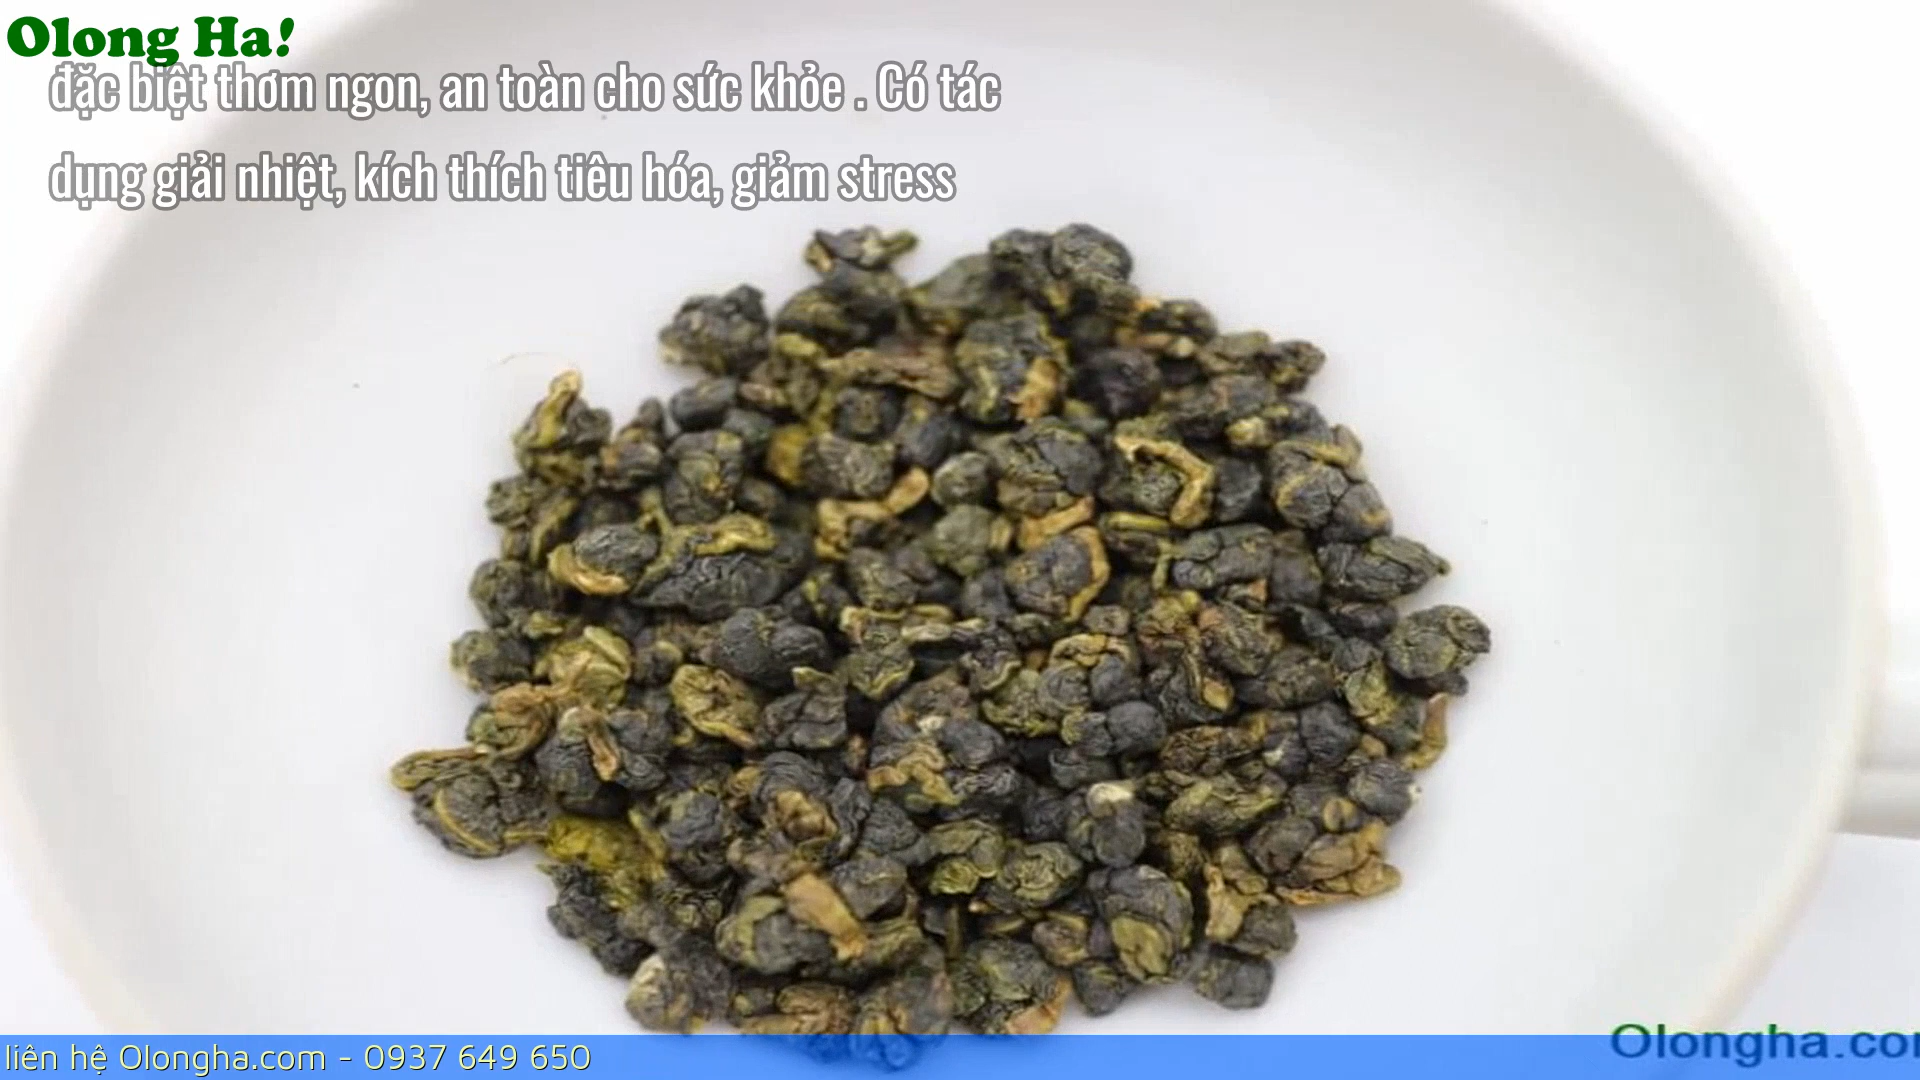 Olong Ha!
đặc biệt thơm ngon, an toàn cho sức khỏe . Có tác
dụng giải nhiệt, kích thích tiêu hóa, giảm stress
liên hệ Olongha.com - 0937 649 650
Olongha.co